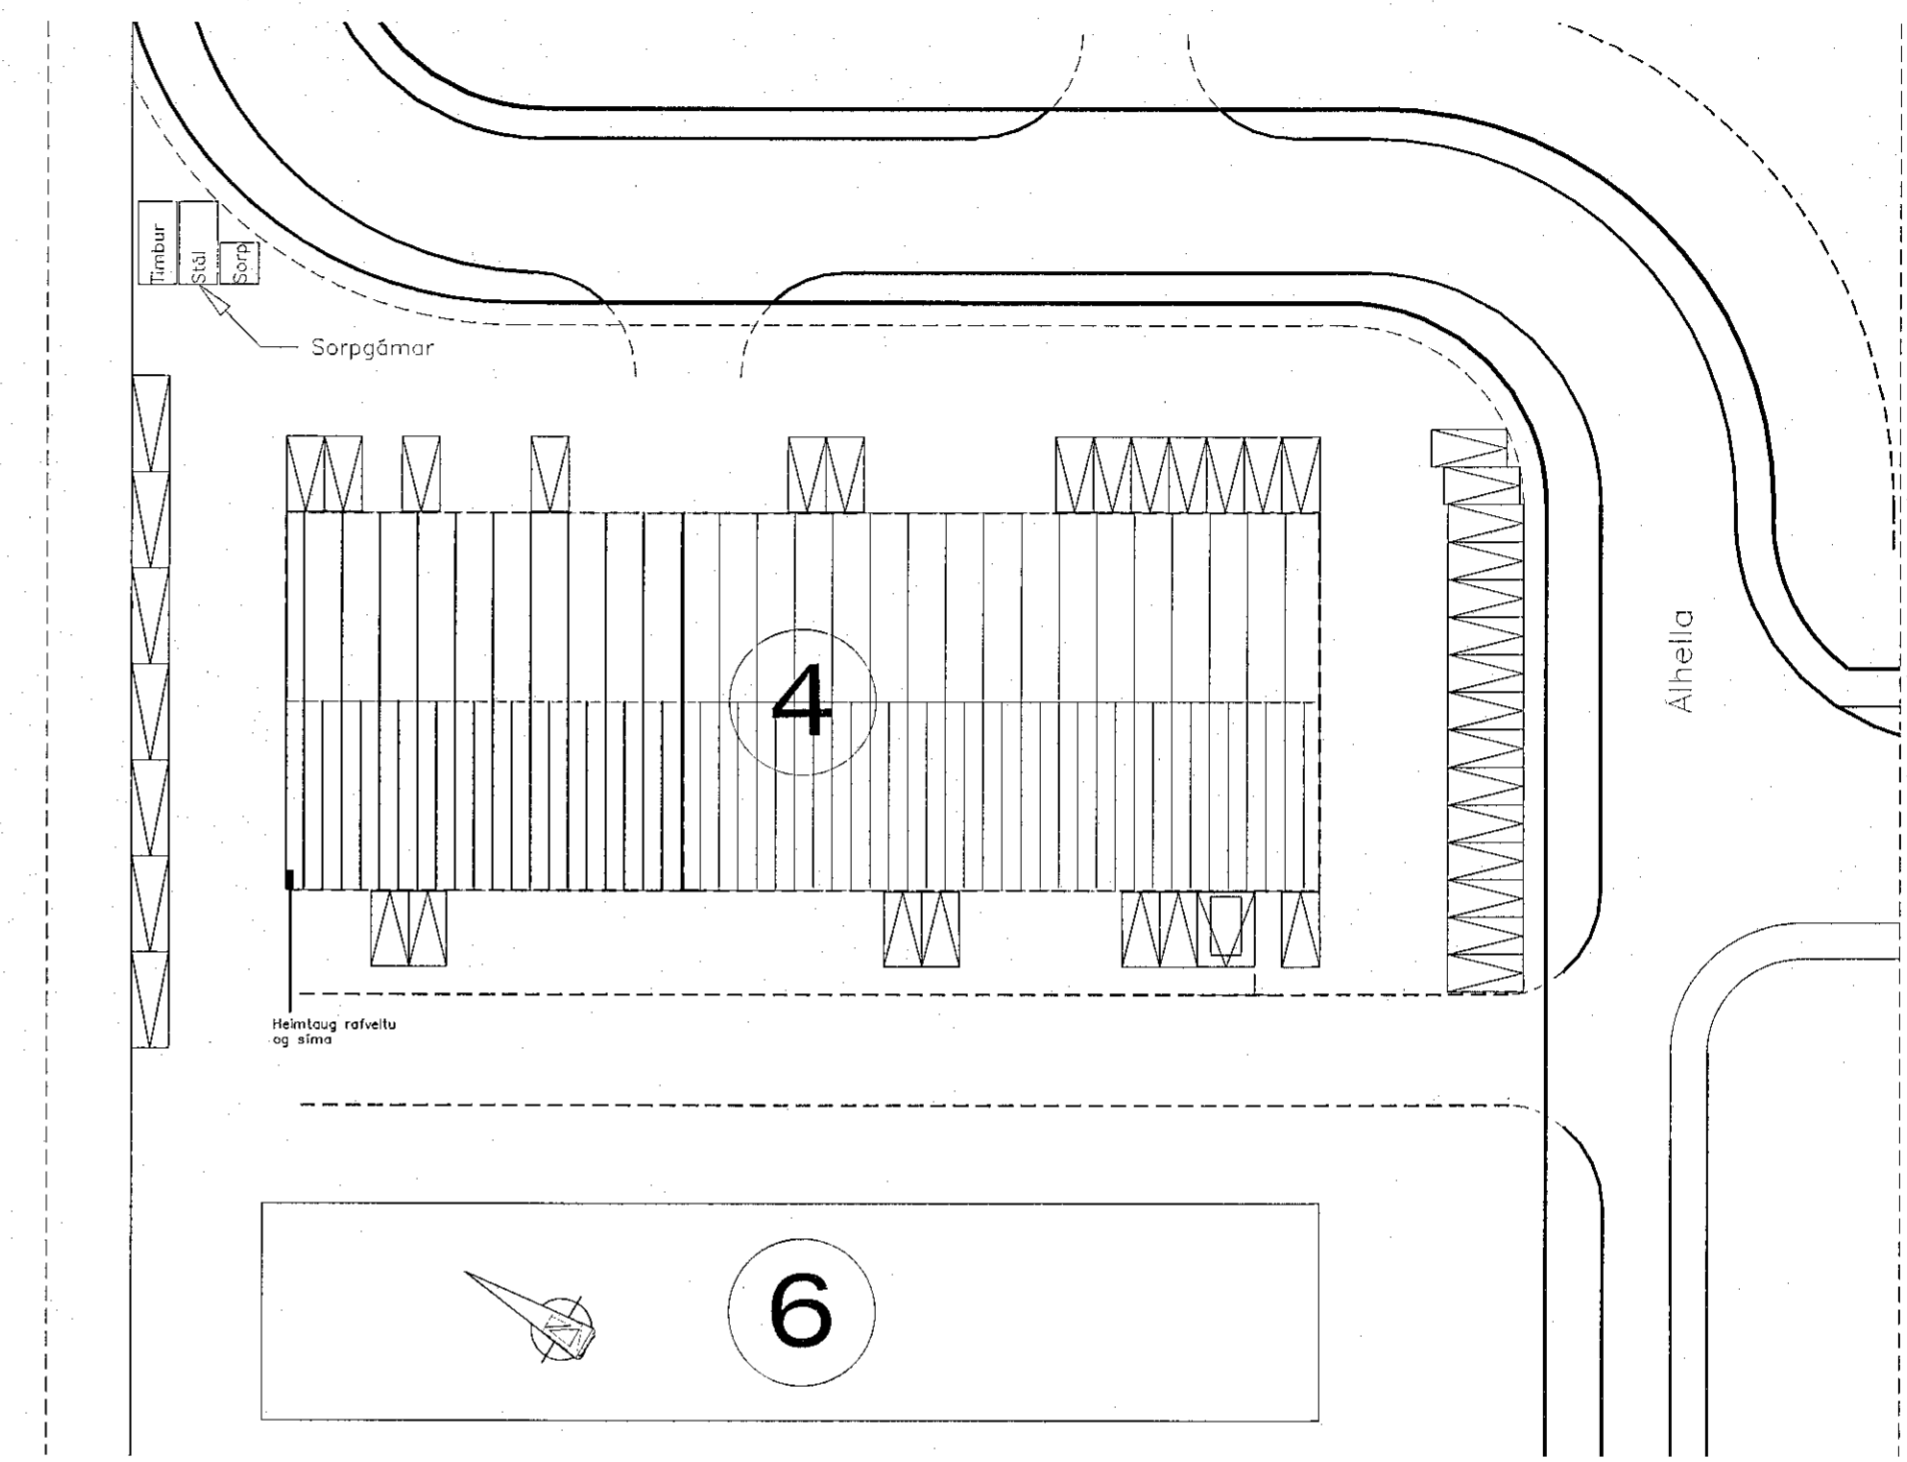 Timbur
Stál
Sorp
Sorpgámar
4
Álhella
Heimtaug rafveitu
og síma
6
N